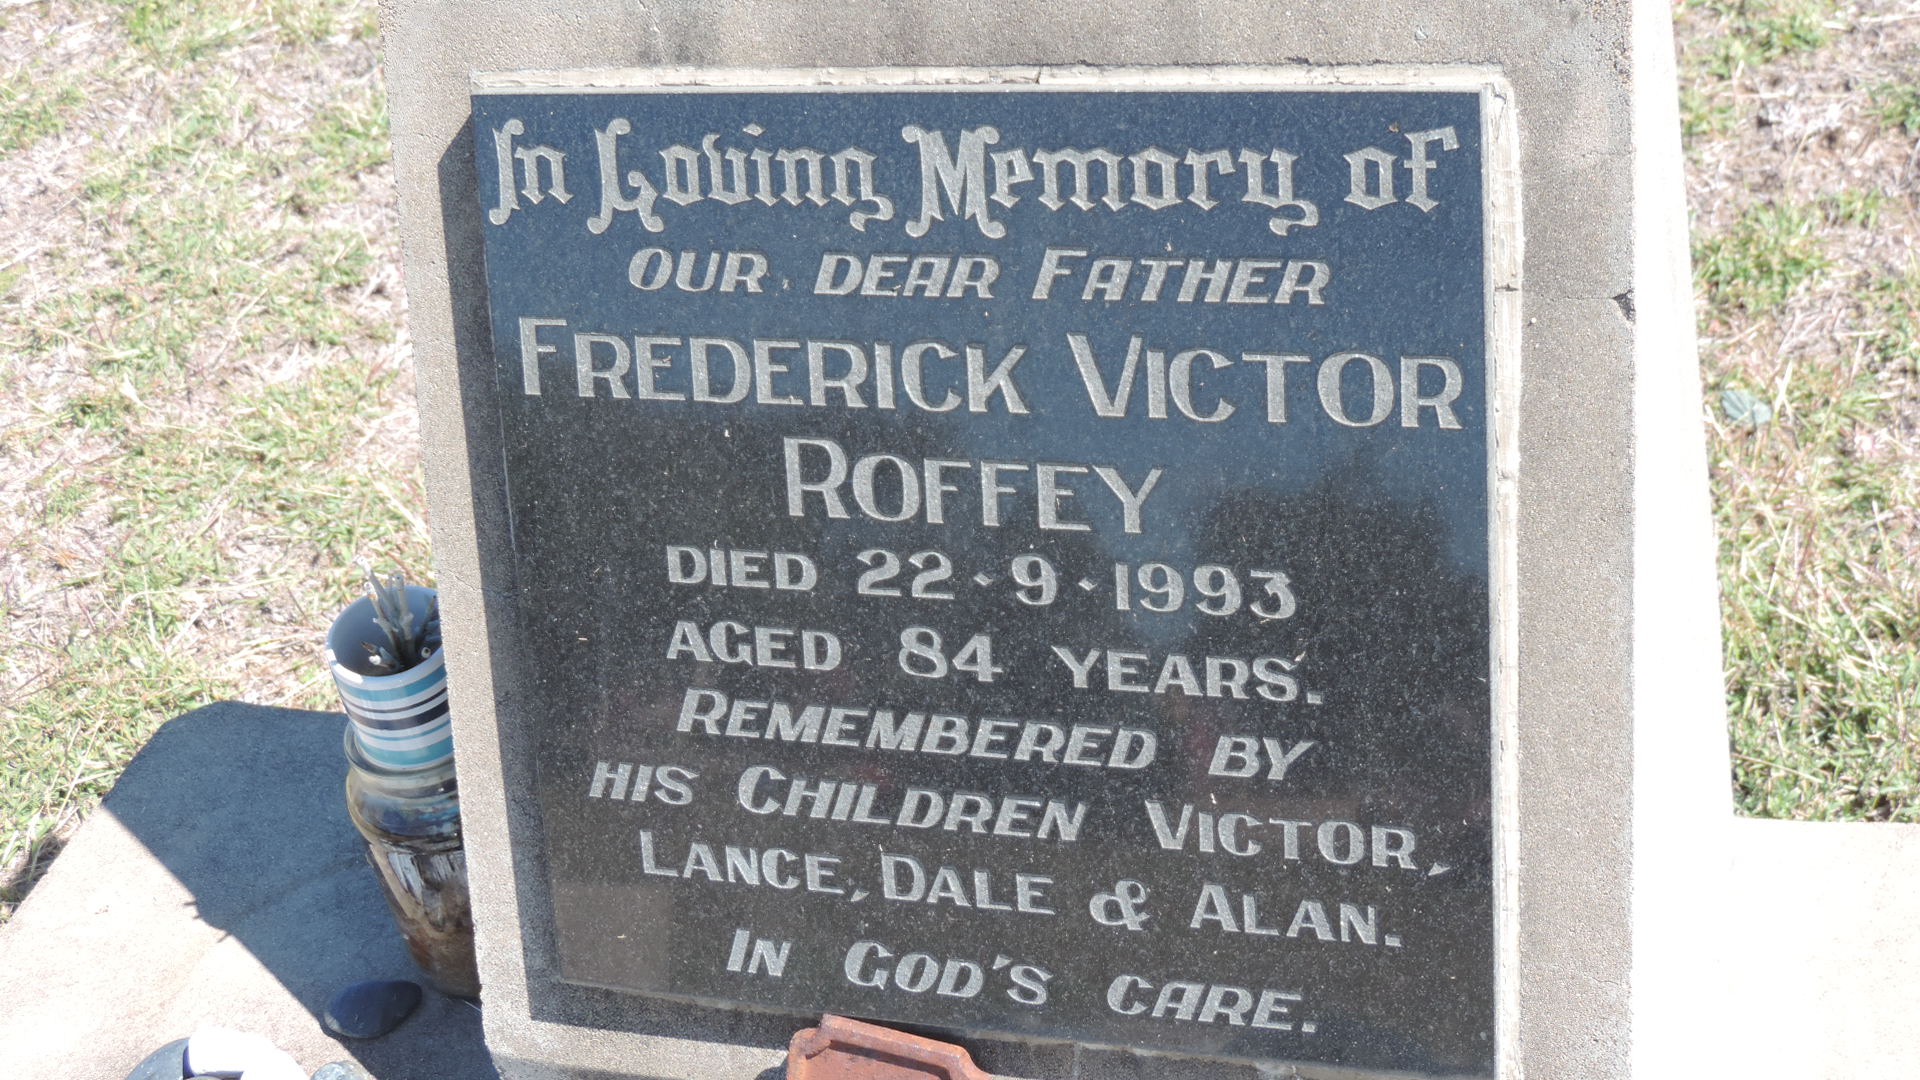 In Loving Memory of
OUR DEAR FATHER
FREDERICK VICTOR
ROFFEY
DIED 22·9·1993
AGED 84 YEARS.
REMEMBERED BY
HIS CHILDREN VICTOR,
LANCE, DALE & ALAN.
IN GOD'S CARE.